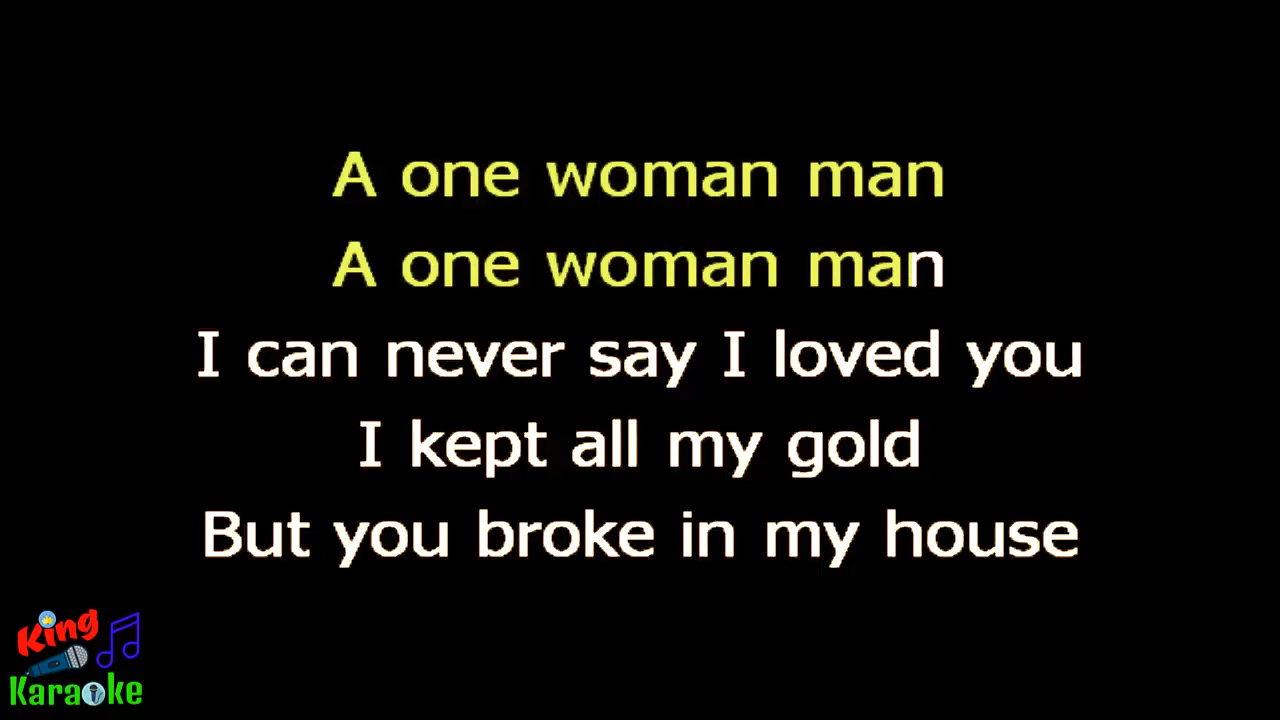 A one woman man
A one woman man
I can never say I loved you
I kept all my gold
But you broke in my house
King
Karaoke